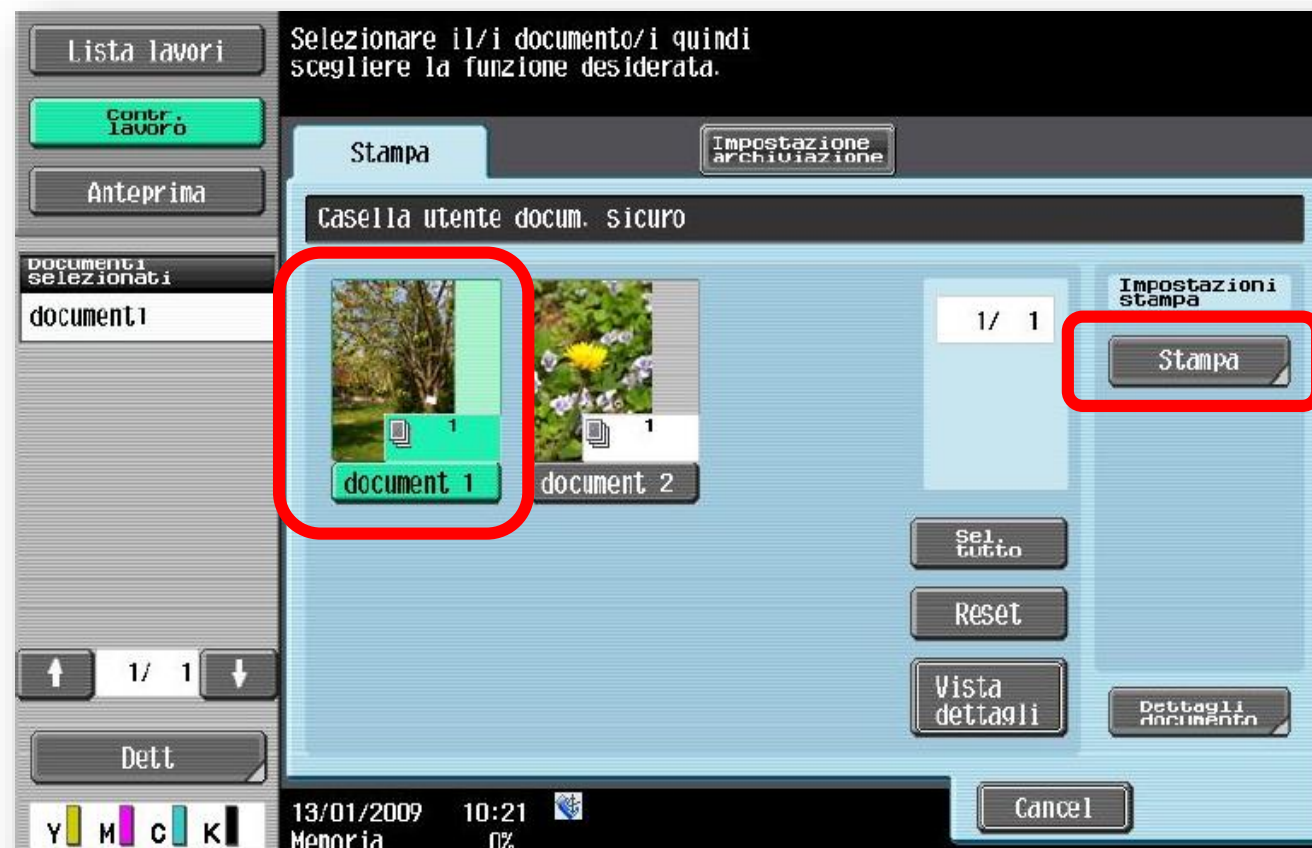 Lista lavori
Contr.
lavoro
Anteprima
Documenti
selezionati
document1
1/ 1
Dett
Y M C K
Selezionare il/i documento/i quindi
scegliere la funzione desiderata.
Stampa
Impostazione
archiviazione
Casella utente docum. sicuro
1
document 1
1
document 2
1/ 1
Sel.
tutto
Reset
Vista
dettagli
Impostazioni
stampa
Stampa
Dettagli
documento
Cancel
13/01/2009 10:21
Memoria 0%